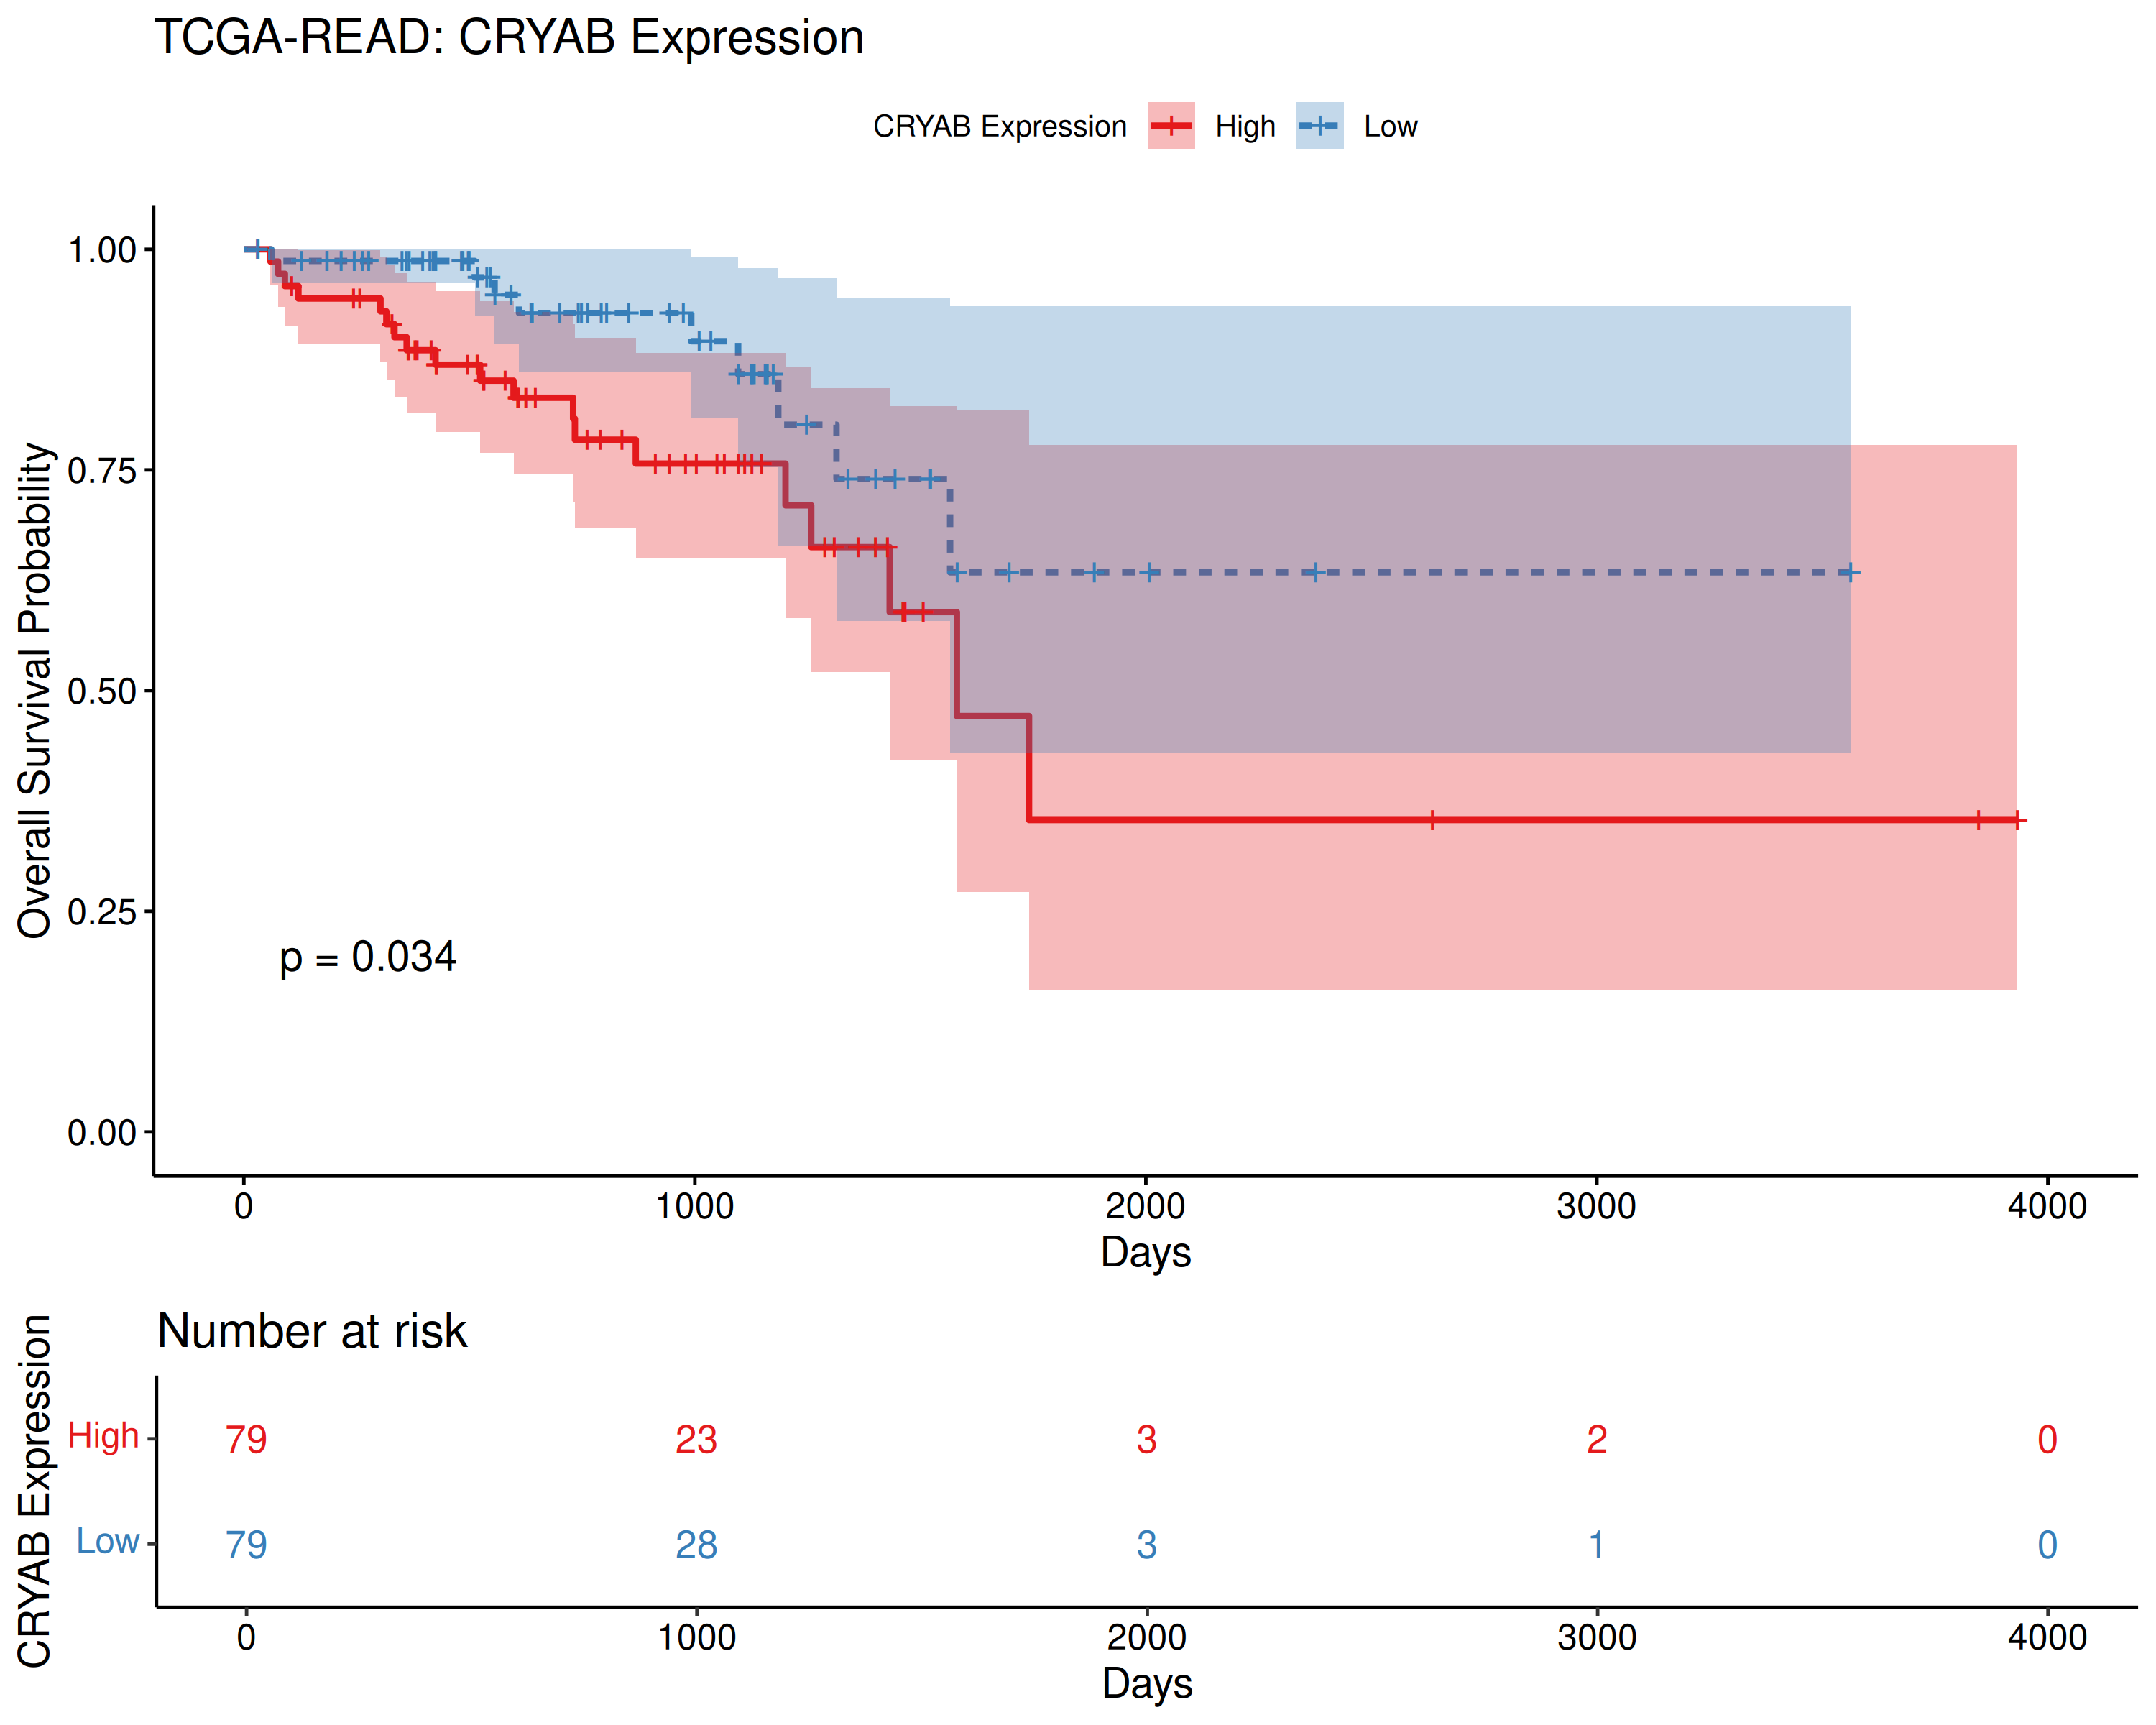 TCGA-READ: CRYAB Expression
CRYAB Expression High Low
Overall Survival Probability
1.00
0.75
0.50
0.25
0.00
p = 0.034
0 1000 2000 3000 4000
Days
Number at risk
CRYAB Expression
High 79 23 3 2 0
Low 79 28 3 1 0
0 1000 2000 3000 4000
Days